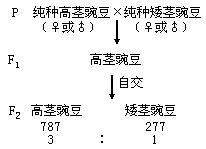 P 纯种高茎豌豆×纯种矮茎豌豆
(♀或♂) (♀或♂)
F₁ 高茎豌豆
自交
F₂ 高茎豌豆 矮茎豌豆
787 277
3 : 1